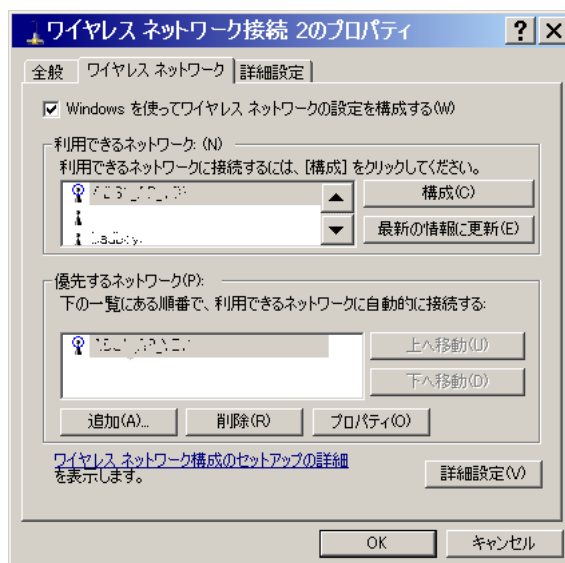 ワイヤレス ネットワーク接続 2のプロパティ
全般 ワイヤレス ネットワーク 詳細設定
Windows を使ってワイヤレス ネットワークの設定を構成する(W)
利用できるネットワーク: (N)
利用できるネットワークに接続するには、[構成] をクリックしてください。
構成(C)
最新の情報に更新(E)
優先するネットワーク(P):
下の一覧にある順番で、利用できるネットワークに自動的に接続する:
上へ移動(U)
下へ移動(D)
追加(A)... 削除(R) プロパティ(O)
ワイヤレス ネットワーク構成のセットアップの詳細
を表示します。
詳細設定(V)
OK キャンセル